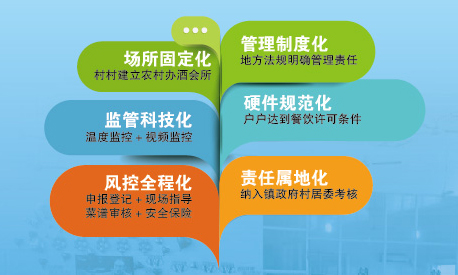 场所固定化
村村建立农村办酒会所
管理制度化
地方法规明确管理责任
监管科技化
温度监控 + 视频监控
硬件规范化
户户达到餐饮许可条件
风控全程化
申报登记 + 现场指导
菜谱审核 + 安全保险
责任属地化
纳入镇政府村居委考核